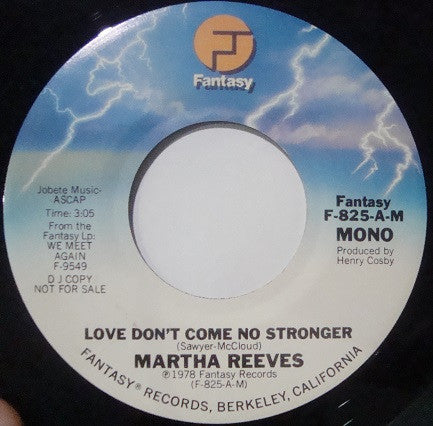 Fantasy
Jobete Music-
ASCAP
Time: 3:05
From the
Fantasy Lp:
WE MEET
AGAIN
F-9549
D J COPY
NOT FOR SALE
Fantasy
F-825-A-M
MONO
Produced by
Henry Cosby
LOVE DON'T COME NO STRONGER
(Sawyer-McCloud)
MARTHA REEVES
℗1978 Fantasy Records
(F-825-A-M)
FANTASY® RECORDS, BERKELEY, CALIFORNIA